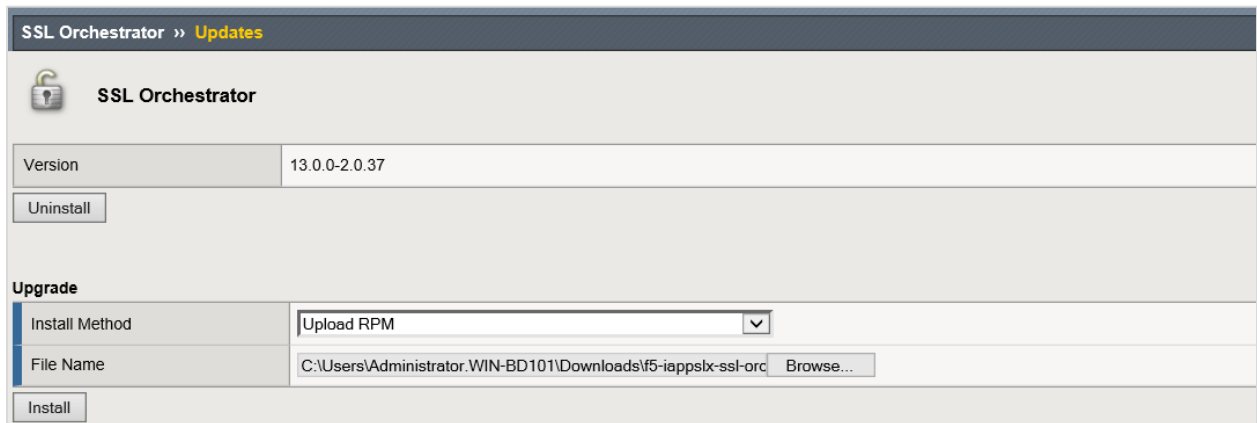 SSL Orchestrator ›› Updates
SSL Orchestrator
Version 13.0.0-2.0.37
Uninstall
Upgrade
Install Method Upload RPM
File Name C:\Users\Administrator.WIN-BD101\Downloads\f5-iappslx-ssl-orc Browse...
Install